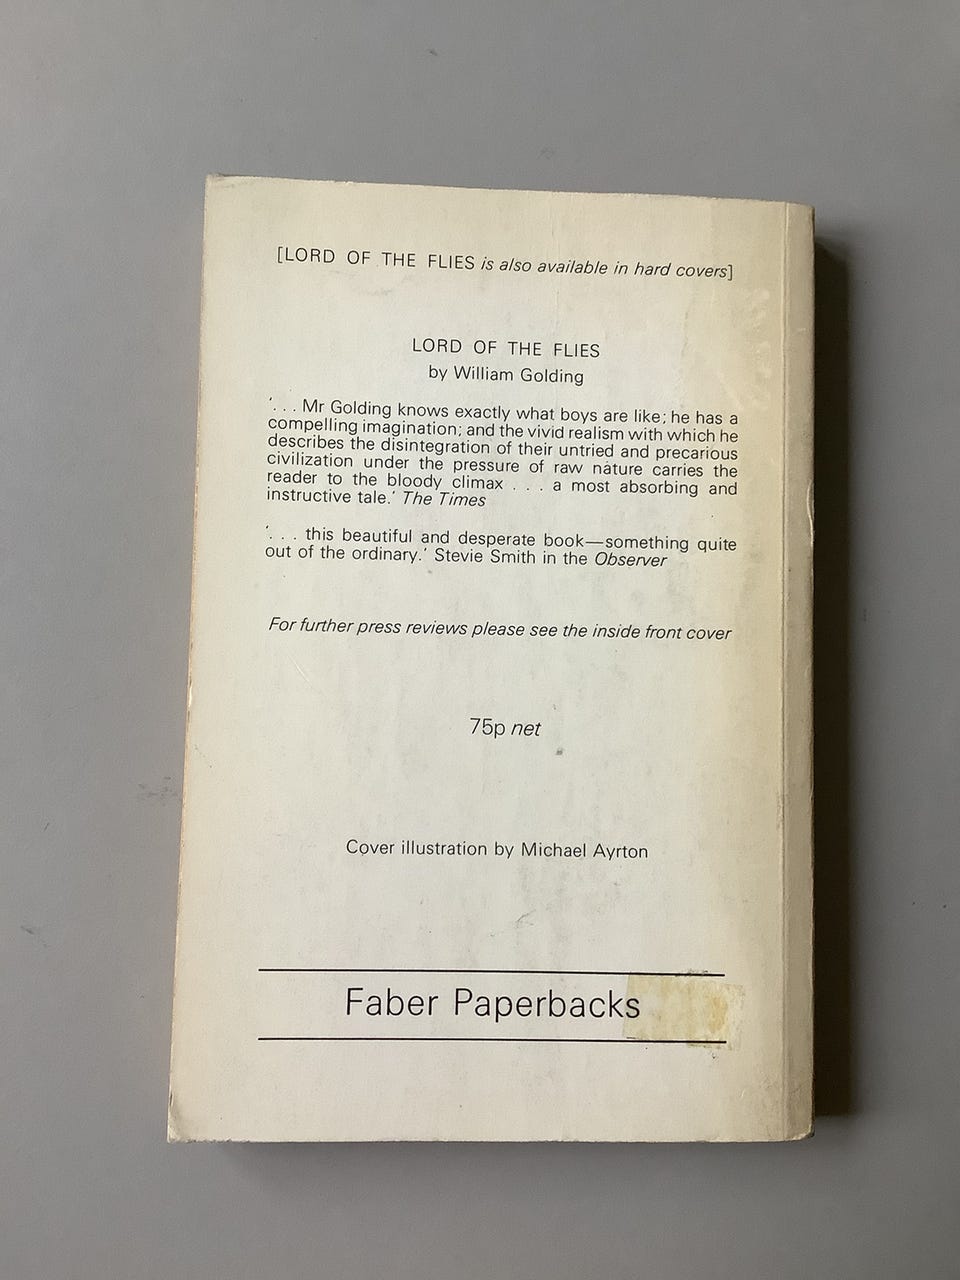 [LORD OF THE FLIES is also available in hard covers]
LORD OF THE FLIES
by William Golding
'. . . Mr Golding knows exactly what boys are like; he has a
compelling imagination; and the vivid realism with which he
describes the disintegration of their untried and precarious
civilization under the pressure of raw nature carries the
reader to the bloody climax . . . a most absorbing and
instructive tale.' The Times
'. . . this beautiful and desperate book—something quite
out of the ordinary.' Stevie Smith in the Observer
For further press reviews please see the inside front cover
75p net
Cover illustration by Michael Ayrton
Faber Paperbacks